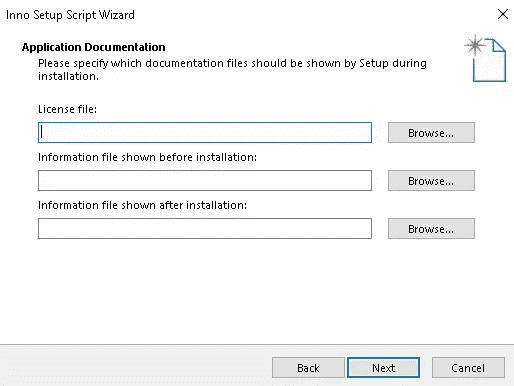 Inno Setup Script Wizard
Application Documentation
Please specify which documentation files should be shown by Setup during
installation.
License file:
Browse...
Information file shown before installation:
Browse...
Information file shown after installation:
Browse...
Back Next Cancel